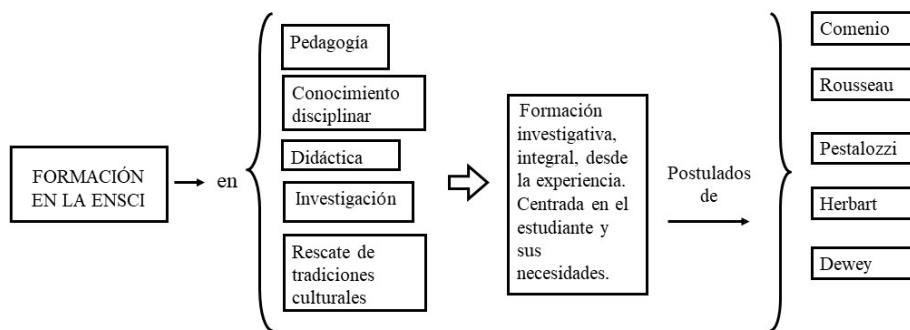 FORMACIÓN
EN LA ENSCI
en
Pedagogía
Conocimiento
disciplinar
Didáctica
Investigación
Rescate de
tradiciones
culturales
Formación
investigativa,
integral, desde
la experiencia.
Centrada en el
estudiante y
sus
necesidades.
Postulados
de
Comenio
Rousseau
Pestalozzi
Herbart
Dewey